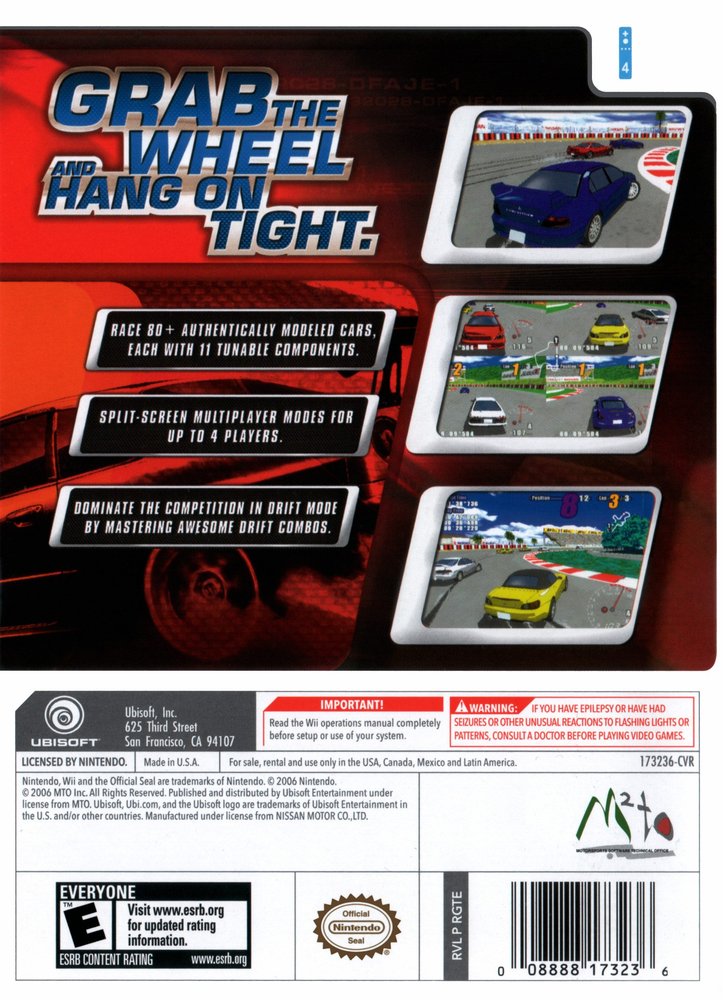 GRAB THE
WHEEL
AND
HANG ON
TIGHT.
4
RACE 80+ AUTHENTICALLY MODELED CARS,
EACH WITH 11 TUNABLE COMPONENTS.
SPLIT-SCREEN MULTIPLAYER MODES FOR
UP TO 4 PLAYERS.
DOMINATE THE COMPETITION IN DRIFT MODE
BY MASTERING AWESOME DRIFT COMBOS.
Position 8 12 Lap 3 3
UBISOFT
Ubisoft, Inc.
625 Third Street
San Francisco, CA 94107
IMPORTANT!
Read the Wii operations manual completely
before setup or use of your system.
WARNING: IF YOU HAVE EPILEPSY OR HAVE HAD
SEIZURES OR OTHER UNUSUAL REACTIONS TO FLASHING LIGHTS OR
PATTERNS, CONSULT A DOCTOR BEFORE PLAYING VIDEO GAMES.
LICENSED BY NINTENDO.
Made in U.S.A.
For sale, rental and use only in the USA, Canada, Mexico and Latin America.
173236-CVR
Nintendo, Wii and the Official Seal are trademarks of Nintendo. © 2006 Nintendo.
© 2006 MTO Inc. All Rights Reserved. Published and distributed by Ubisoft Entertainment under
license from MTO. Ubisoft, Ubi.com, and the Ubisoft logo are trademarks of Ubisoft Entertainment in
the U.S. and/or other countries. Manufactured under license from NISSAN MOTOR CO.,LTD.
M2to
MOTORSPORTS SOFTWARE TECHNICAL OFFICE
EVERYONE
E
Visit www.esrb.org
for updated rating
information.
ESRB CONTENT RATING www.esrb.org
Official
Nintendo
Seal
RVL P RGTE
0 08888 17323 6